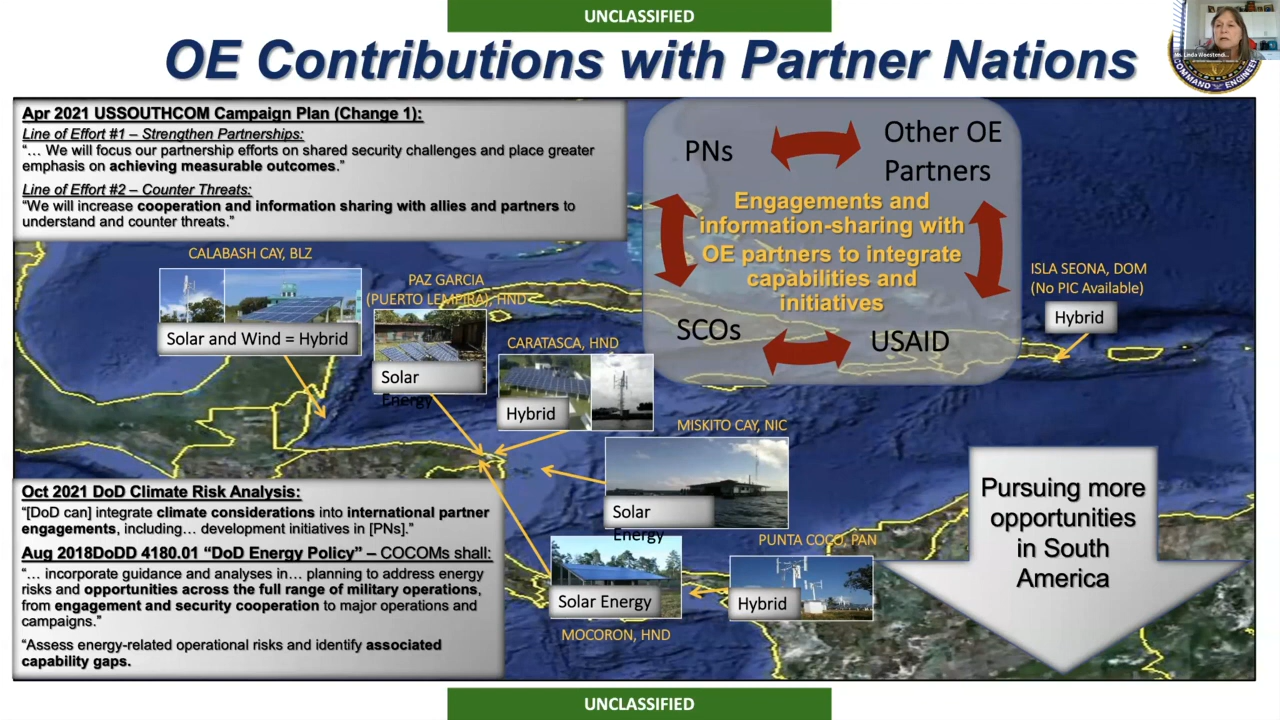 UNCLASSIFIED
OE Contributions with Partner Nations
COMMAND ENGINEER
Apr 2021 USSOUTHCOM Campaign Plan (Change 1):
Line of Effort #1 – Strengthen Partnerships:
“… We will focus our partnership efforts on shared security challenges and place greater
emphasis on achieving measurable outcomes.”
Line of Effort #2 – Counter Threats:
“We will increase cooperation and information sharing with allies and partners to
understand and counter threats.”
PNs
Other OE
Partners
Engagements and
information-sharing with
OE partners to integrate
capabilities and
initiatives
SCOs
USAID
CALABASH CAY, BLZ
Solar and Wind = Hybrid
PAZ GARCIA
(PUERTO LEMPIRA), HND
Solar
Energy
CARATASCA, HND
Hybrid
ISLA SEONA, DOM
(No PIC Available)
Hybrid
MISKITO CAY, NIC
Solar
Energy
PUNTA COCO, PAN
Hybrid
Solar Energy
MOCORON, HND
Pursuing more
opportunities
in South
America
Oct 2021 DoD Climate Risk Analysis:
“[DoD can] integrate climate considerations into international partner
engagements, including… development initiatives in [PNs].”
Aug 2018DoDD 4180.01 “DoD Energy Policy” – COCOMs shall:
“… incorporate guidance and analyses in… planning to address energy
risks and opportunities across the full range of military operations,
from engagement and security cooperation to major operations and
campaigns.”
“Assess energy-related operational risks and identify associated
capability gaps.
UNCLASSIFIED